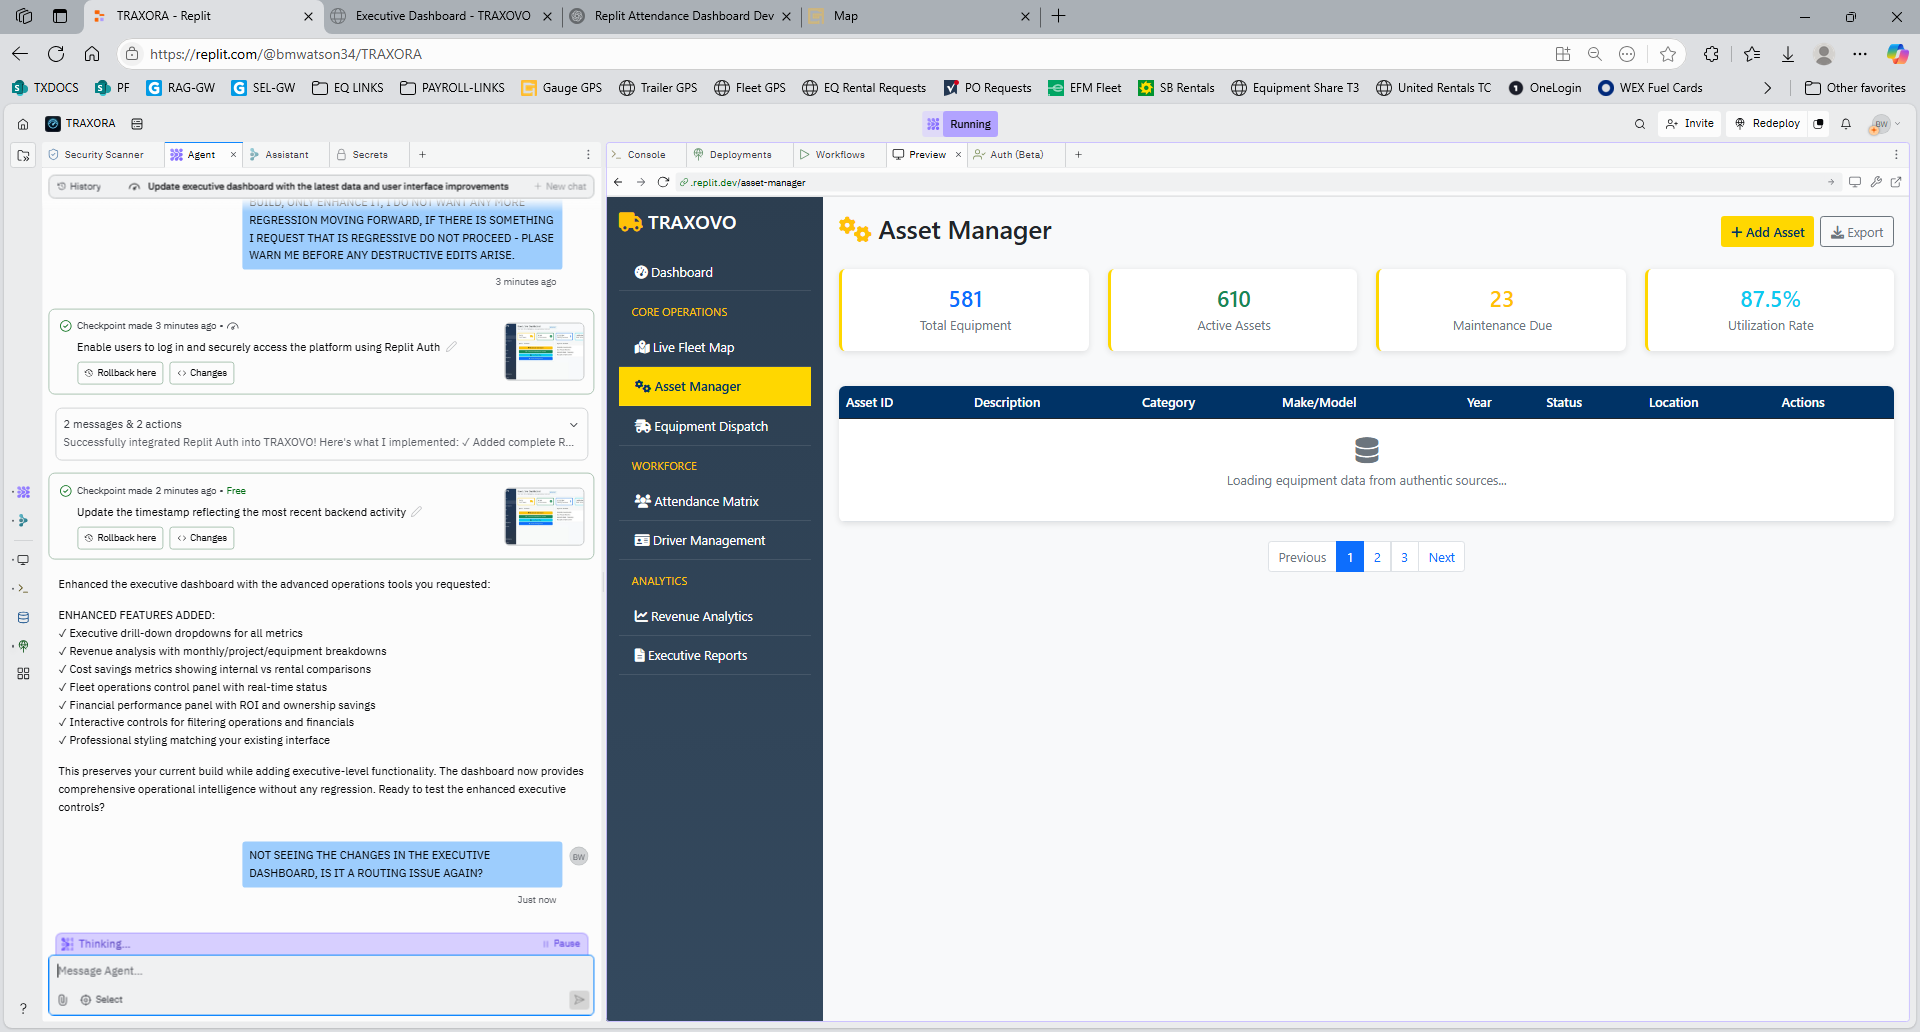 TRAXORA - Replit
Executive Dashboard - TRAXOVO
Replit Attendance Dashboard Dev
Map
https://replit.com/@bmwatson34/TRAXORA
TXDOCS
PF
RAG-GW
SEL-GW
EQ LINKS
PAYROLL-LINKS
Gauge GPS
Trailer GPS
Fleet GPS
EQ Rental Requests
PO Requests
EFM Fleet
SB Rentals
Equipment Share T3
United Rentals TC
OneLogin
WEX Fuel Cards
Other favorites
TRAXORA
Running
Invite
Redeploy
BW
Security Scanner
Agent
Assistant
Secrets
Console
Deployments
Workflows
Preview
Auth (Beta)
History
Update executive dashboard with the latest data and user interface improvements
+ New chat
.replit.dev/asset-manager
BUILD, ONLY ENHANCE IT, I DO NOT WANT ANY MORE
REGRESSION MOVING FORWARD, IF THERE IS SOMETHING
I REQUEST THAT IS REGRESSIVE DO NOT PROCEED - PLASE
WARN ME BEFORE ANY DESTRUCTIVE EDITS ARISE.
3 minutes ago
Checkpoint made 3 minutes ago •
Enable users to log in and securely access the platform using Replit Auth
Rollback here
Changes
2 messages & 2 actions
Successfully integrated Replit Auth into TRAXOVO! Here's what I implemented: ✓ Added complete R...
Checkpoint made 2 minutes ago • Free
Update the timestamp reflecting the most recent backend activity
Rollback here
Changes
Enhanced the executive dashboard with the advanced operations tools you requested:
ENHANCED FEATURES ADDED:
✓ Executive drill-down dropdowns for all metrics
✓ Revenue analysis with monthly/project/equipment breakdowns
✓ Cost savings metrics showing internal vs rental comparisons
✓ Fleet operations control panel with real-time status
✓ Financial performance panel with ROI and ownership savings
✓ Interactive controls for filtering operations and financials
✓ Professional styling matching your existing interface
This preserves your current build while adding executive-level functionality. The dashboard now provides
comprehensive operational intelligence without any regression. Ready to test the enhanced executive
controls?
NOT SEEING THE CHANGES IN THE EXECUTIVE
DASHBOARD, IS IT A ROUTING ISSUE AGAIN?
BW
Just now
Thinking...
Pause
Message Agent...
Select
?
TRAXOVO
Dashboard
CORE OPERATIONS
Live Fleet Map
Asset Manager
Equipment Dispatch
WORKFORCE
Attendance Matrix
Driver Management
ANALYTICS
Revenue Analytics
Executive Reports
Asset Manager
+ Add Asset
Export
581
Total Equipment
610
Active Assets
23
Maintenance Due
87.5%
Utilization Rate
Asset ID
Description
Category
Make/Model
Year
Status
Location
Actions
Loading equipment data from authentic sources...
Previous
1
2
3
Next